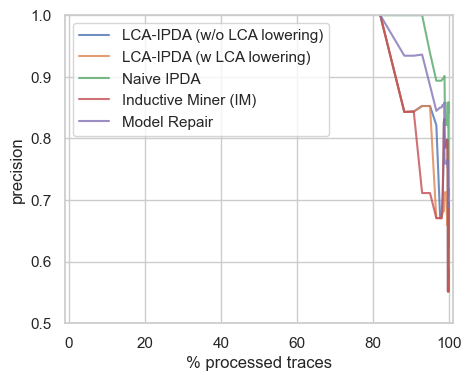 1.0
0.9
0.8
0.7
0.6
0.5
precision
LCA-IPDA (w/o LCA lowering)
LCA-IPDA (w LCA lowering)
Naive IPDA
Inductive Miner (IM)
Model Repair
0 20 40 60 80 100
% processed traces